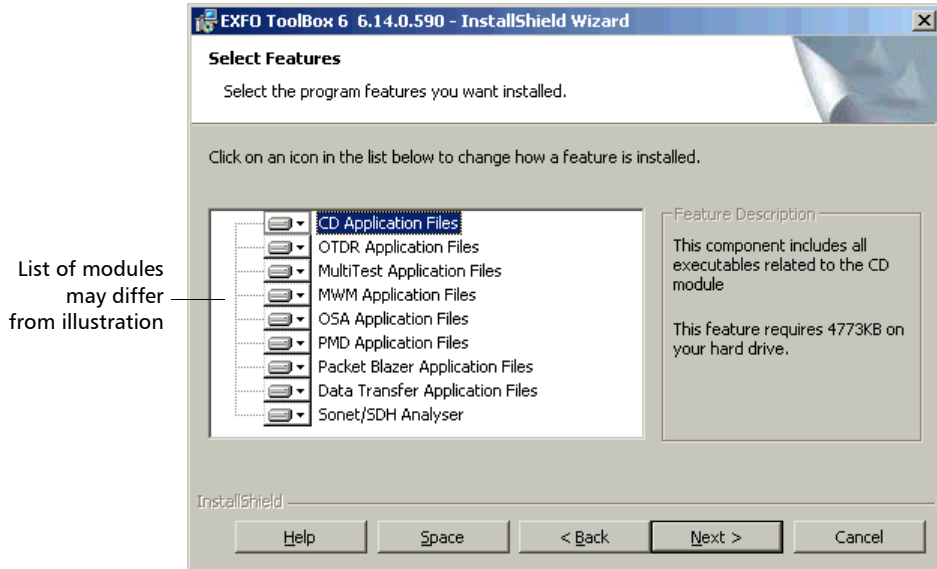 EXFO ToolBox 6 6.14.0.590 - InstallShield Wizard
Select Features
Select the program features you want installed.
Click on an icon in the list below to change how a feature is installed.
List of modules
may differ
from illustration
CD Application Files
OTDR Application Files
MultiTest Application Files
MWM Application Files
OSA Application Files
PMD Application Files
Packet Blazer Application Files
Data Transfer Application Files
Sonet/SDH Analyser
Feature Description
This component includes all
executables related to the CD
module
This feature requires 4773KB on
your hard drive.
InstallShield
Help
Space
< Back
Next >
Cancel